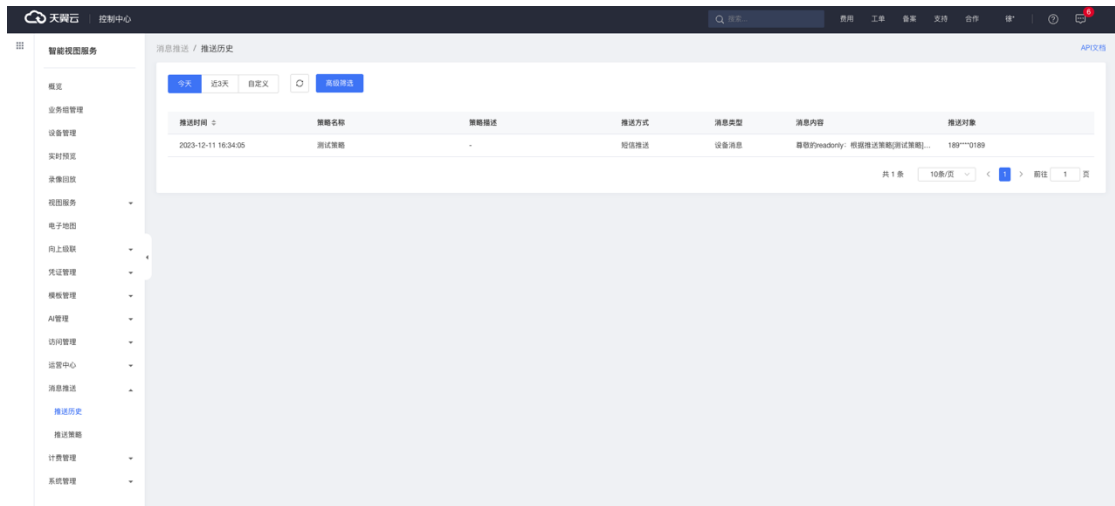 天翼云 控制中心 搜索... 费用 工单 备案 支持 合作 6
智能视图服务 消息推送 / 推送历史 API文档
概览 今天 近3天 自定义 高级筛选
业务组管理
设备管理 推送时间 策略名称 策略描述 推送方式 消息类型 消息内容 推送对象
实时预览 2023-12-11 16:34:05 测试策略 - 短信推送 设备消息 尊敬的readonly：根据推送策略[测试策略]... 189****0189
录像回放 共 1 条 10条/页 < 1 > 前往 1 页
视图服务
电子地图
向上级联
凭证管理
模板管理
AI管理
访问管理
运营中心
消息推送
推送历史
推送策略
计费管理
系统管理